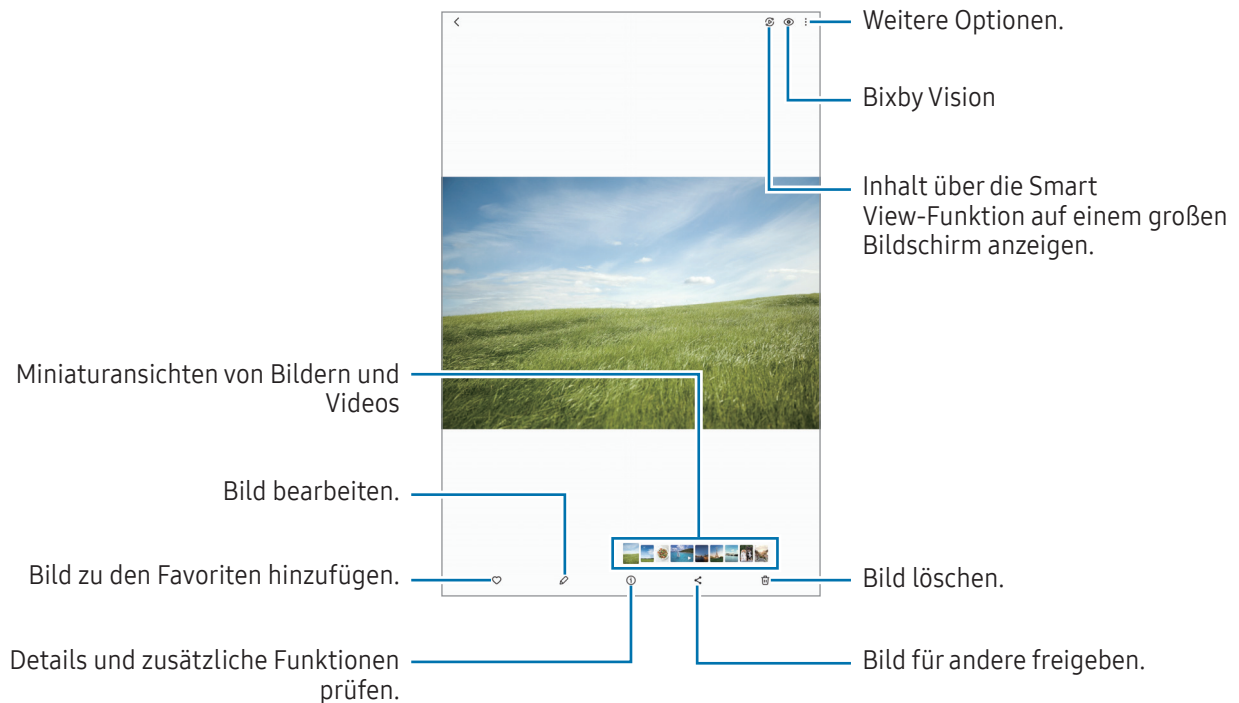 Weitere Optionen.
Bixby Vision
Inhalt über die Smart
View-Funktion auf einem großen
Bildschirm anzeigen.
Miniaturansichten von Bildern und
Videos
Bild bearbeiten.
Bild zu den Favoriten hinzufügen.
Bild löschen.
Details und zusätzliche Funktionen
prüfen.
Bild für andere freigeben.